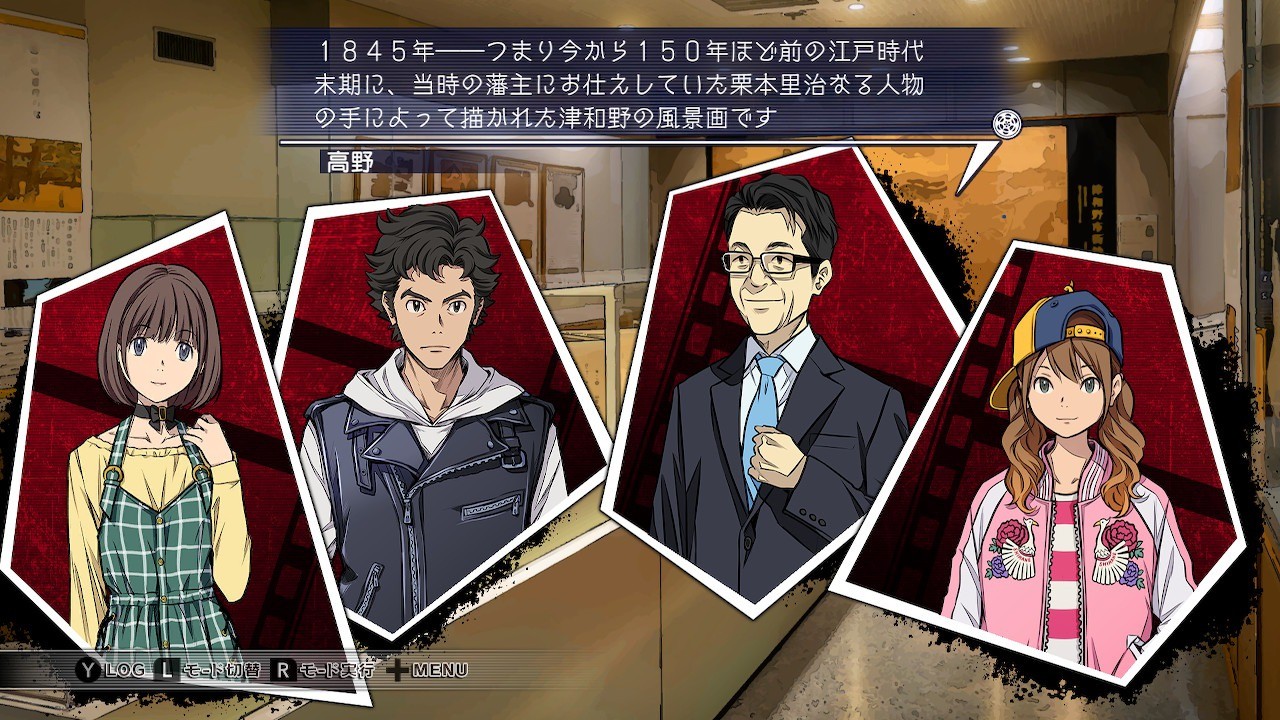 １８４５年――つまり今から１５０年ほど前の江戸時代
末期に、当時の藩主にお仕えしていた栗本里治なる人物
の手によって描かれた津和野の風景画です
高野
Y LOG L モード切替 R モード実行 + MENU